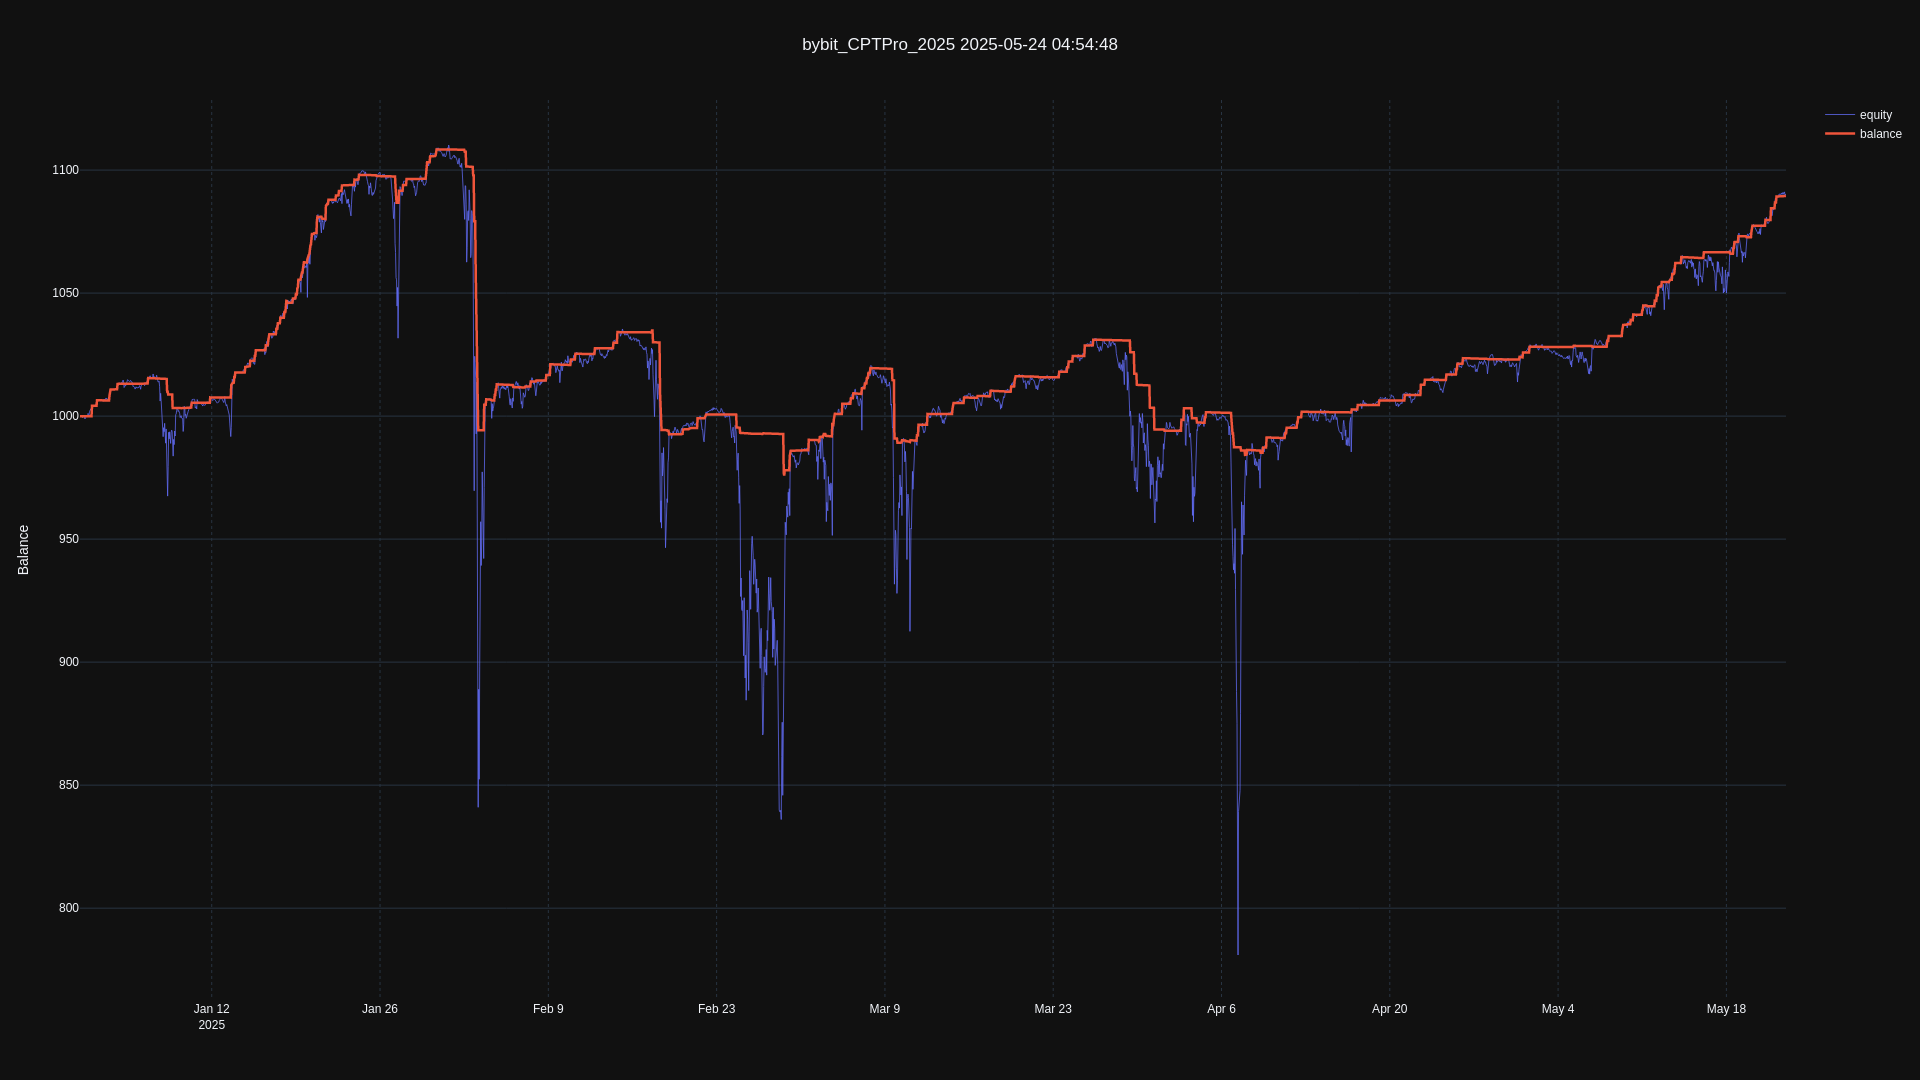 bybit_CPTPro_2025 2025-05-24 04:54:48
equity
balance
1100
1050
1000
950
900
850
800
Balance
Jan 12
2025
Jan 26
Feb 9
Feb 23
Mar 9
Mar 23
Apr 6
Apr 20
May 4
May 18